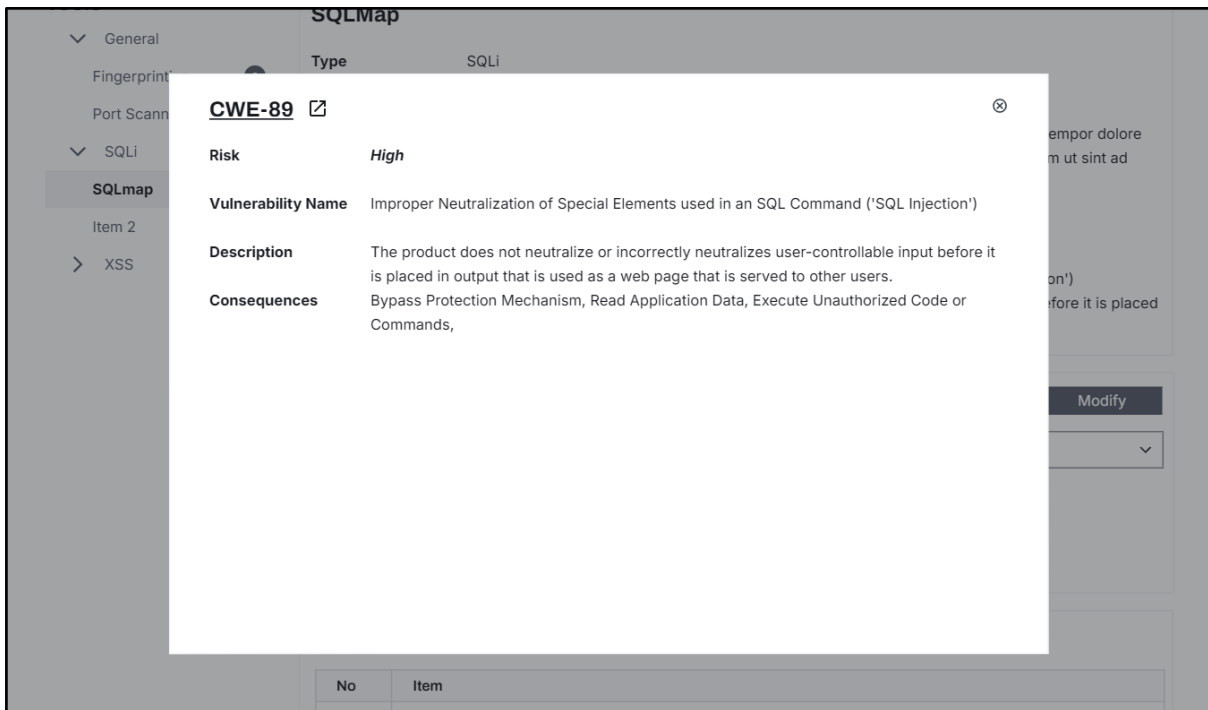 SQLMap
General
Type SQLi
Port Scann
CWE-89
empor dolore
SQLi
Risk High
m ut sint ad
SQLmap
Vulnerability Name Improper Neutralization of Special Elements used in an SQL Command ('SQL Injection')
Item 2
Description The product does not neutralize or incorrectly neutralizes user-controllable input before it
is placed in output that is used as a web page that is served to other users.
XSS
on')
Consequences Bypass Protection Mechanism, Read Application Data, Execute Unauthorized Code or
Commands,
fore it is placed
Modify
No Item